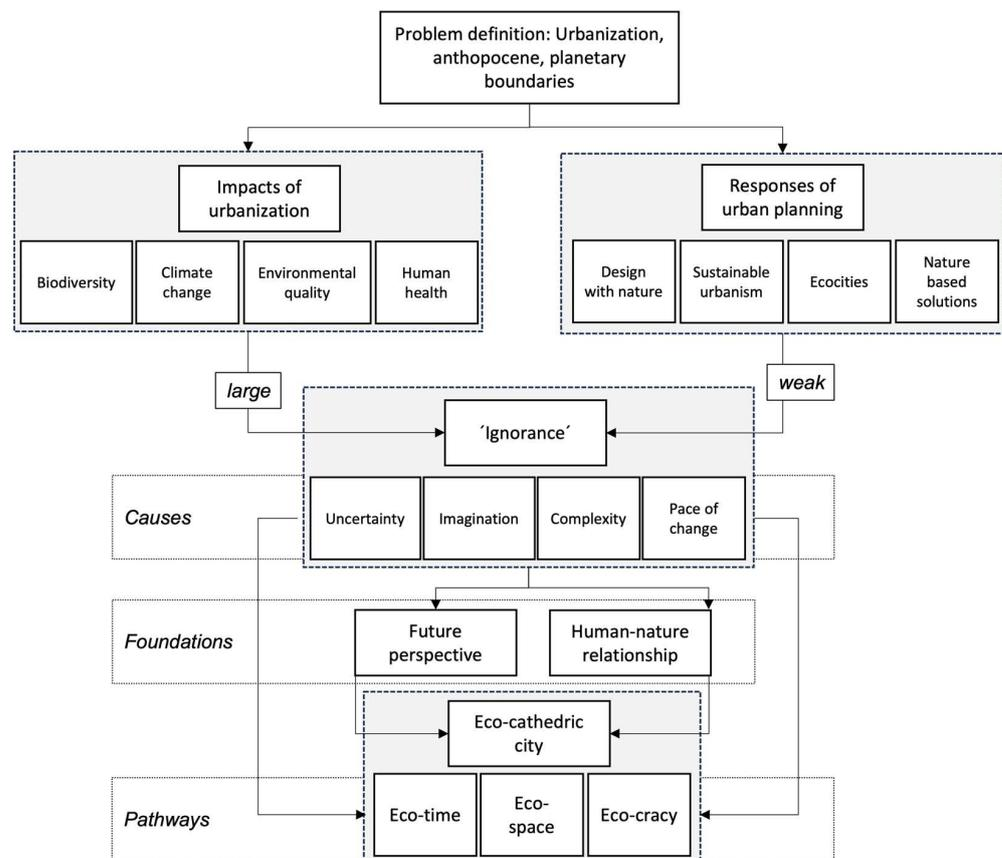 Problem definition: Urbanization,
anthopocene, planetary
boundaries
Impacts of
urbanization
Biodiversity
Climate
change
Environmental
quality
Human
health
Responses of
urban planning
Design
with nature
Sustainable
urbanism
Ecocities
Nature
based
solutions
large
weak
´Ignorance´
Causes
Uncertainty
Imagination
Complexity
Pace of
change
Foundations
Future
perspective
Human-nature
relationship
Eco-cathedric
city
Pathways
Eco-time
Eco-
space
Eco-cracy